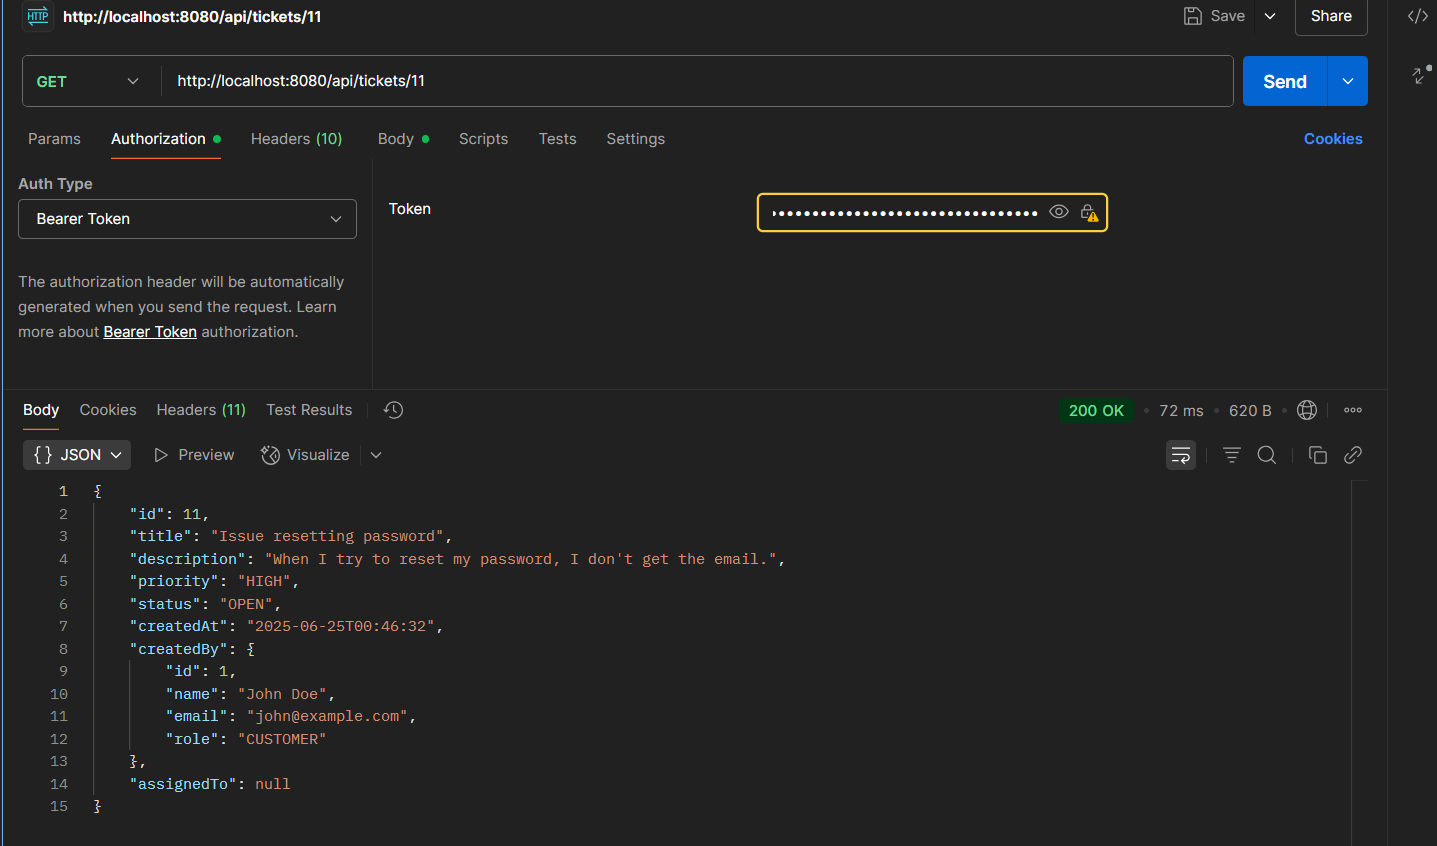 HTTP http://localhost:8080/api/tickets/11 Save Share
GET http://localhost:8080/api/tickets/11 Send
Params Authorization Headers (10) Body Scripts Tests Settings Cookies
Auth Type
Bearer Token
Token
The authorization header will be automatically
generated when you send the request. Learn
more about Bearer Token authorization.
Body Cookies Headers (11) Test Results 200 OK • 72 ms • 620 B •
{} JSON Preview Visualize
1 {
2 "id": 11,
3 "title": "Issue resetting password",
4 "description": "When I try to reset my password, I don't get the email.",
5 "priority": "HIGH",
6 "status": "OPEN",
7 "createdAt": "2025-06-25T00:46:32",
8 "createdBy": {
9 "id": 1,
10 "name": "John Doe",
11 "email": "john@example.com",
12 "role": "CUSTOMER"
13 },
14 "assignedTo": null
15 }